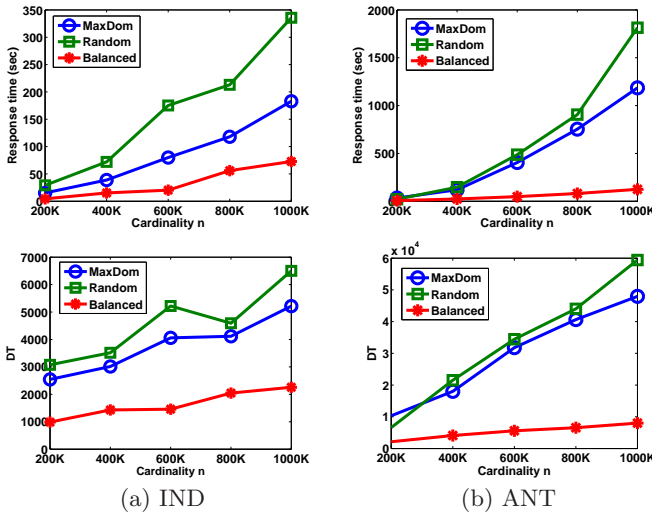 350
300
250
200
150
100
50
0
Response time (sec)
MaxDom
Random
Balanced
200K 400K 600K 800K 1000K
Cardinality n
2000
1500
1000
500
0
Response time (sec)
MaxDom
Random
Balanced
200K 400K 600K 800K 1000K
Cardinality n
7000
6000
5000
4000
3000
2000
1000
0
DT
MaxDom
Random
Balanced
200K 400K 600K 800K 1000K
Cardinality n
(a) IND
x 10^4
6
5
4
3
2
1
0
DT
MaxDom
Random
Balanced
200K 400K 600K 800K 1000K
Cardinality n
(b) ANT